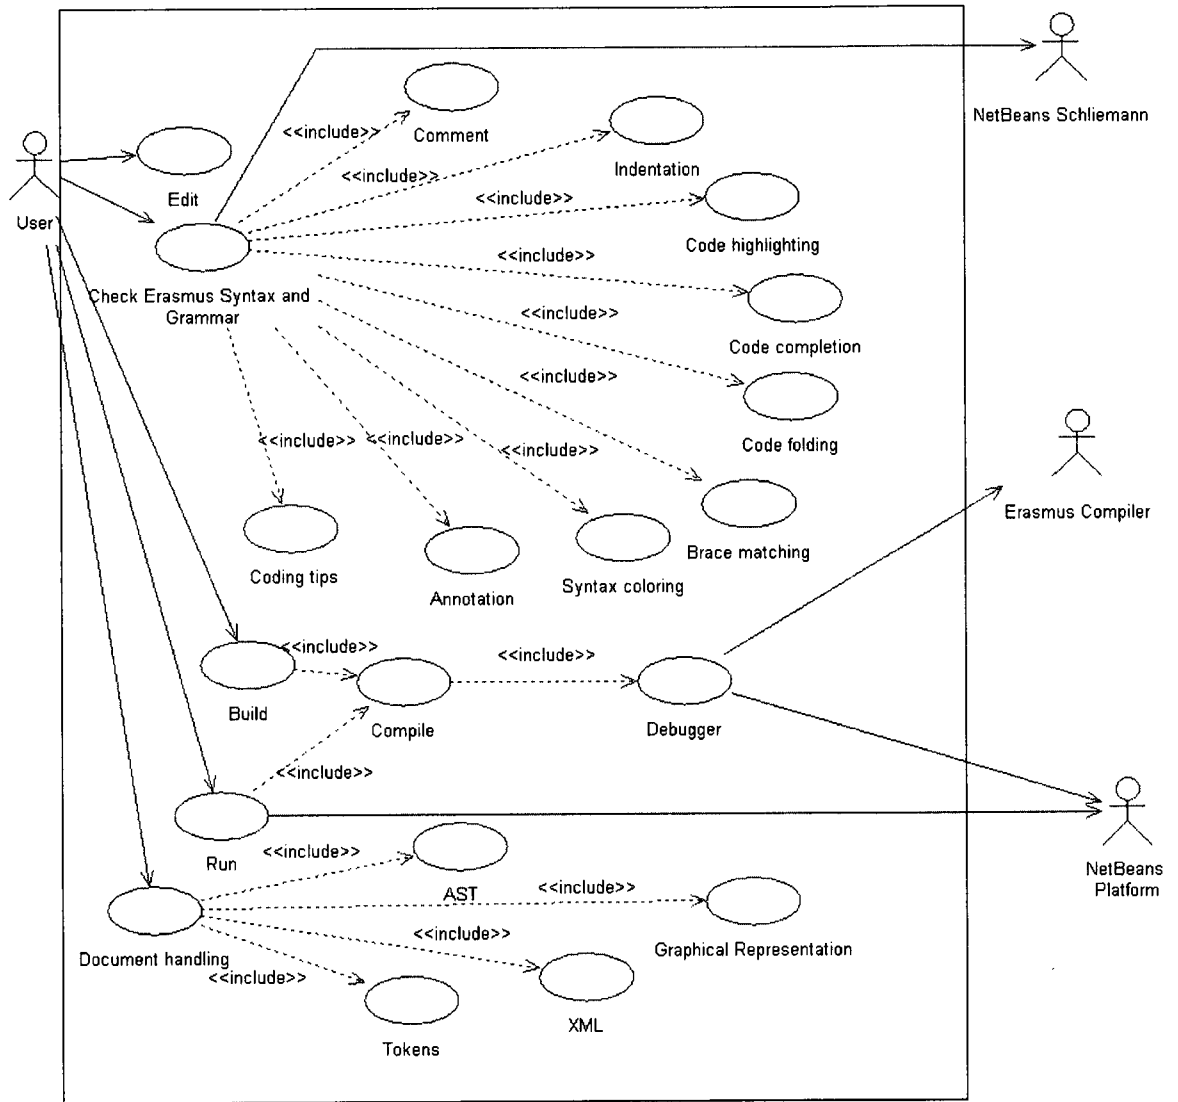 NetBeans Schliemann
<<include>>
Comment
<<include>>
Indentation
User
Edit
<<include>>
Code highlighting
<<include>>
Check Erasmus Syntax and
Grammar
<<include>>
Code completion
<<include>>
Code folding
<<include>>
<<include>>
<<include>>
Erasmus Compiler
Brace matching
Coding tips
Annotation
Syntax coloring
<<include>>
<<include>>
Build
Compile
Debugger
<<include>>
Run
<<include>>
AST
<<include>>
NetBeans
Platform
Document handling
<<include>>
Graphical Representation
<<include>>
XML
Tokens